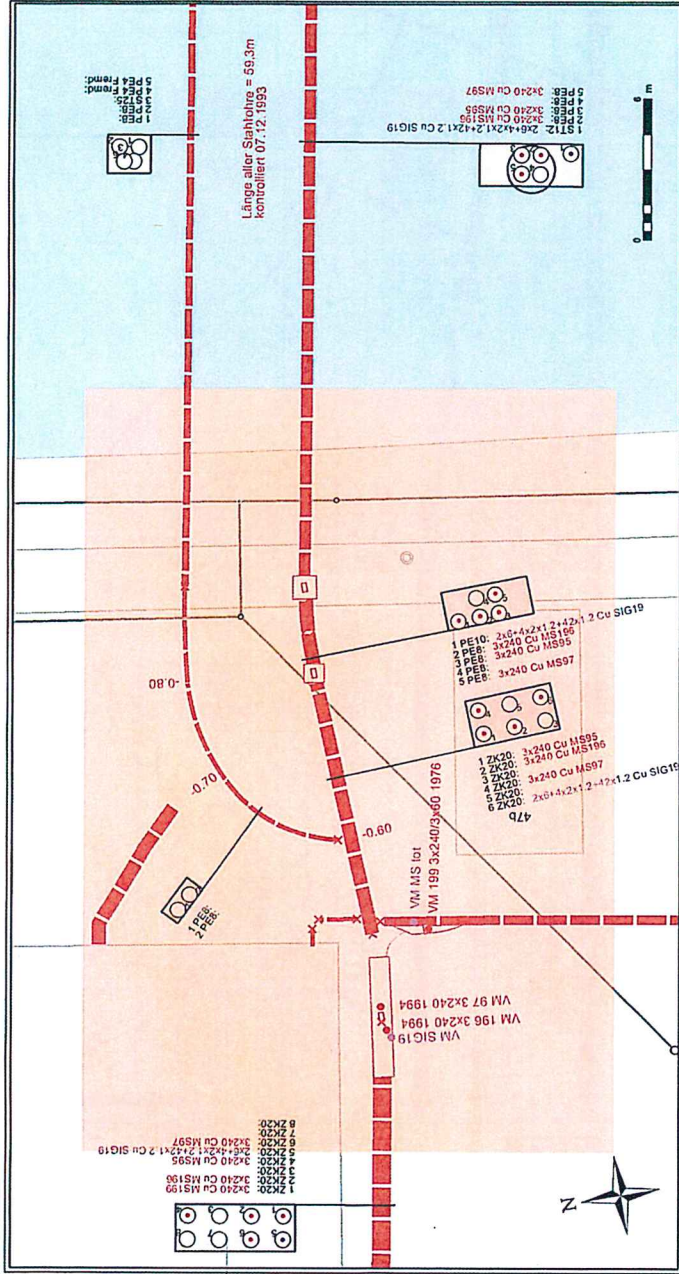 1 PE8:
2 PE8:
3 ST25:
4 PE4 Fremd:
5 PE4 Fremd:
Länge aller Stahlrohre = 59,3m
kontrolliert 07.12.1993
1 ST12: 2x6+4x2x1.2+42x1.2 Cu SIG19
2 PE8: 3x240 Cu MS196
3 PE8: 3x240 Cu MS95
4 PE8:
5 PE8: 3x240 Cu MS97
0 6 m
-0.80
-0.70
-0.60
1 PE10: 2x6+4x2x1.2+42x1.2 Cu SIG19
2 PE8: 3x240 Cu MS196
3 PE8: 3x240 Cu MS95
4 PE8:
5 PE8: 3x240 Cu MS97
1 ZK20: 3x240 Cu MS95
2 ZK20: 3x240 Cu MS196
3 ZK20:
4 ZK20: 3x240 Cu MS97
5 ZK20:
6 ZK20: 2x6+4x2x1.2+42x1.2 Cu SIG19
47b
1 PE8:
2 PE8:
VM MS tot
VM 199 3x240/3x60 1976
VM 97 3x240 1994
VM 196 3x240 1994
VM SIG19
1 ZK20: 3x240 Cu MS199
2 ZK20: 3x240 Cu MS196
3 ZK20:
4 ZK20: 3x240 Cu MS95
5 ZK20: 2x6+4x2x1.2+42x1.2 Cu SIG19
6 ZK20: 3x240 Cu MS97
7 ZK20:
8 ZK20:
N